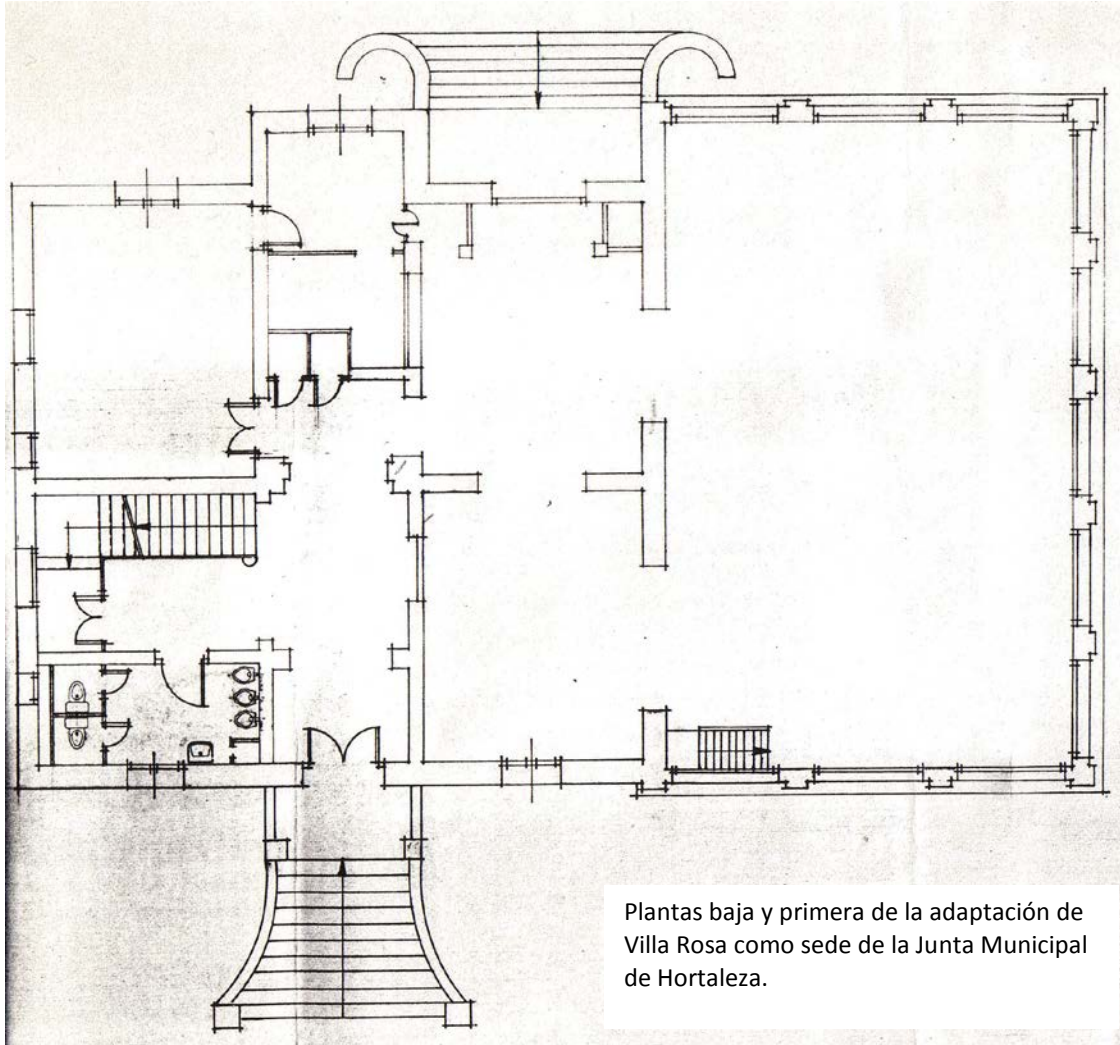 Plantas baja y primera de la adaptación de
Villa Rosa como sede de la Junta Municipal
de Hortaleza.